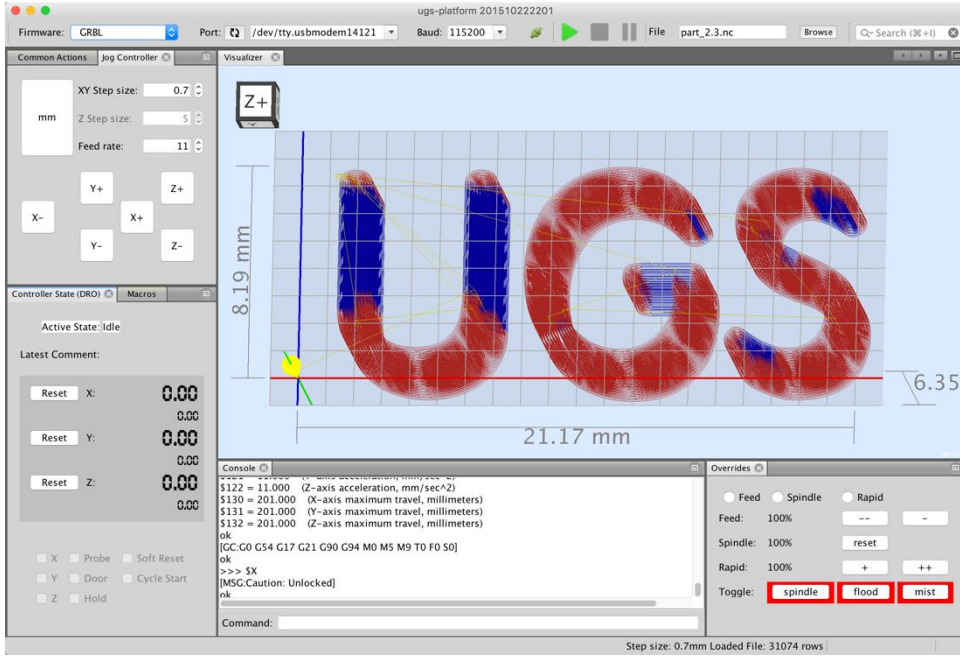 ugs-platform 201510222201
Firmware: GRBL Port: /dev/tty.usbmodem14121 Baud: 115200 File part_2.3.nc Browse Search (⌘+I)
Common Actions Jog Controller
mm
XY Step size: 0.7
Z Step size: 5
Feed rate: 11
Y+ Z+
X- X+
Y- Z-
Controller State (DRO) Macros
Active State: Idle
Latest Comment:
Reset X: 0.00
0.00
Reset Y: 0.00
0.00
Reset Z: 0.00
0.00
X Probe Soft Reset
Y Door Cycle Start
Z Hold
Visualizer
Z+
8.19 mm
UGS
6.35
21.17 mm
Console
$122 = 11.000 (Z-axis acceleration, mm/sec^2)
$130 = 201.000 (X-axis maximum travel, millimeters)
$131 = 201.000 (Y-axis maximum travel, millimeters)
$132 = 201.000 (Z-axis maximum travel, millimeters)
ok
[GC:G0 G54 G17 G21 G90 G94 M0 M5 M9 T0 F0 S0]
ok
>>> $X
[MSG:Caution: Unlocked]
ok
Command:
Overrides
Feed Spindle Rapid
Feed: 100% -- -
Spindle: 100% reset
Rapid: 100% + ++
Toggle: spindle flood mist
Step size: 0.7mm Loaded File: 31074 rows